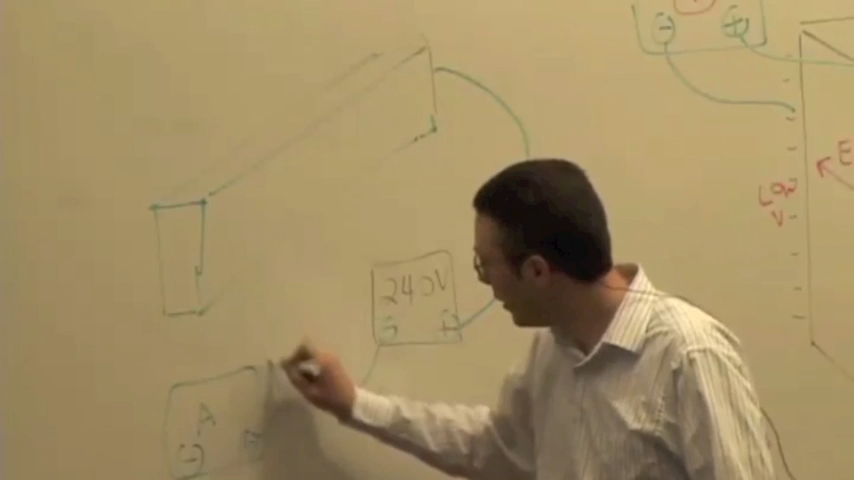 ⊖ ⊕
E
LOW
V
240V
⊖ +
A
⊖